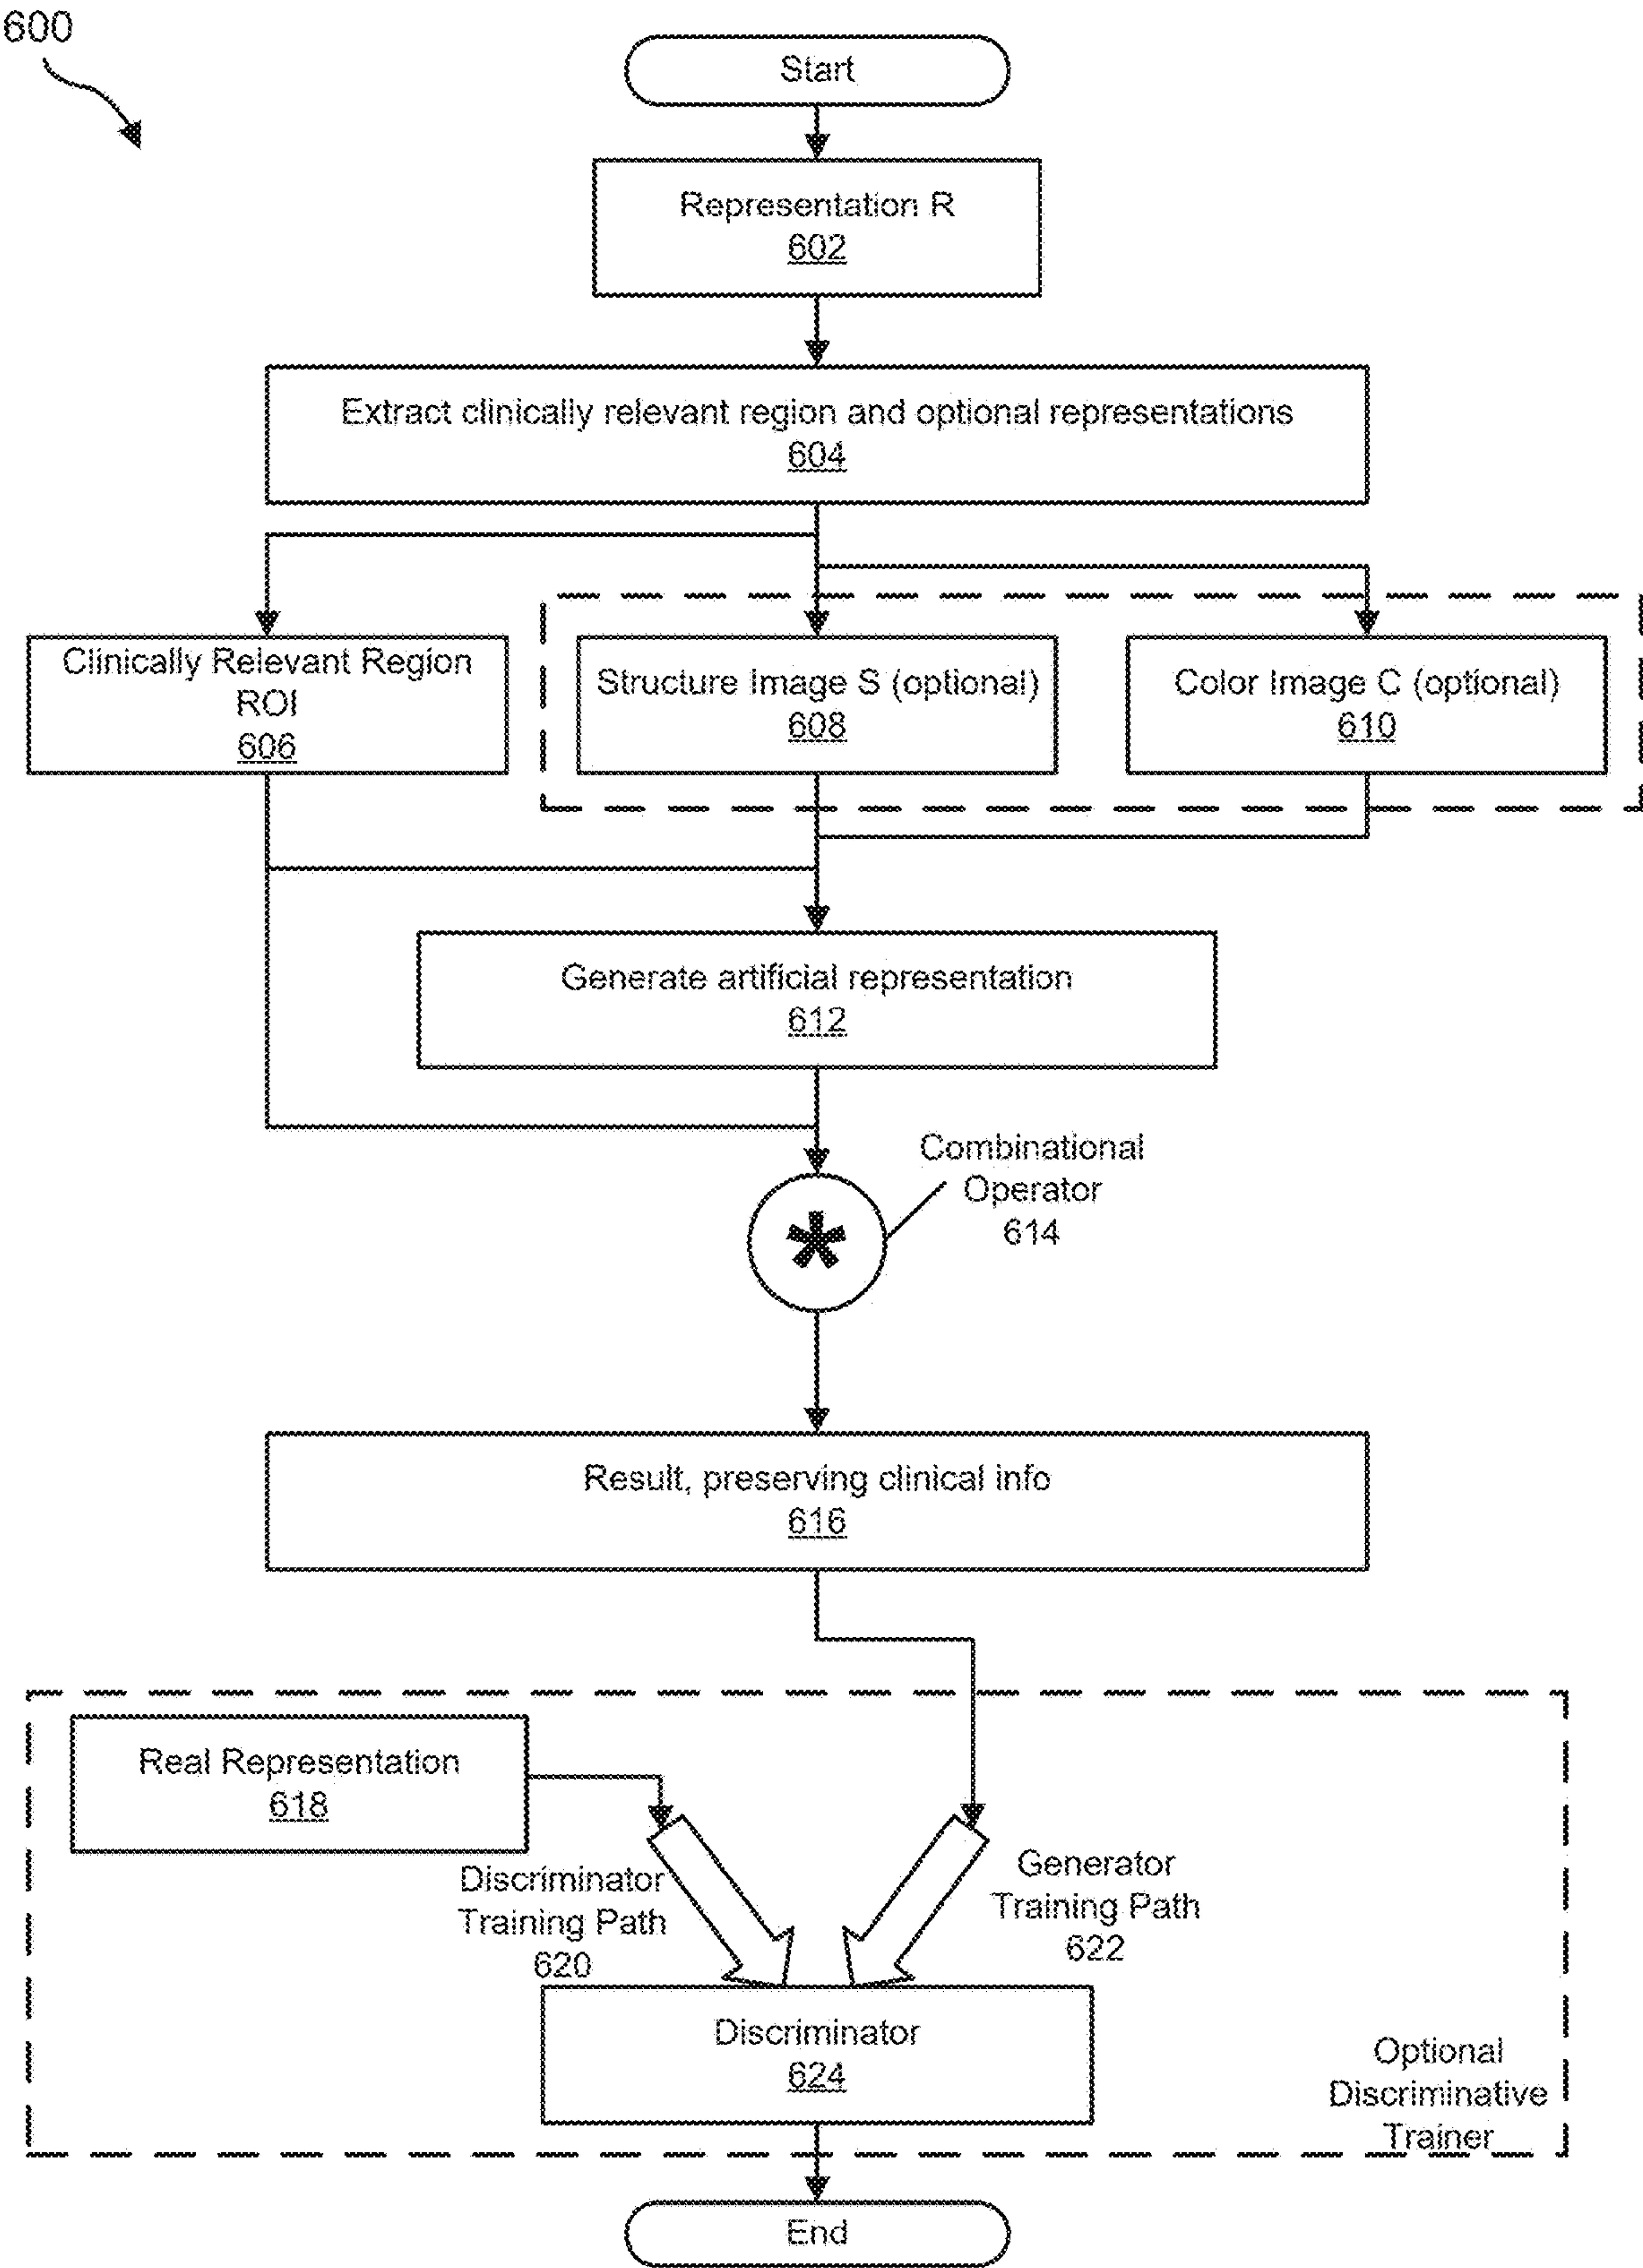 600
Start
Representation R
602
Extract clinically relevant region and optional representations
604
Clinically Relevant Region
ROI
606
Structure Image S (optional)
608
Color Image C (optional)
610
Generate artificial representation
612
Combinational
Operator
614
*
Result, preserving clinical info
616
Real Representation
618
Discriminator
Training Path
620
Generator
Training Path
622
Discriminator
624
Optional
Discriminative
Trainer
End